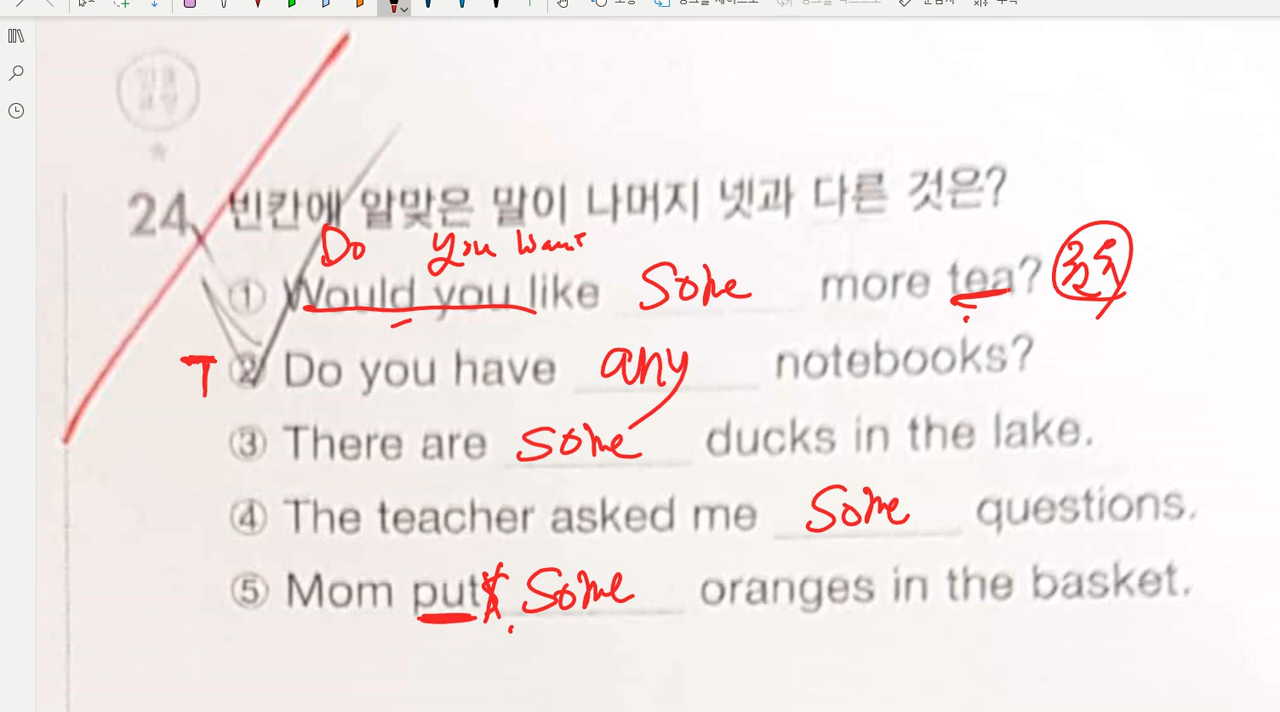 24 빈칸에 알맞은 말이 나머지 넷과 다른 것은?
Do you want
① Would you like some more tea?
T ② Do you have any notebooks?
③ There are some ducks in the lake.
④ The teacher asked me some questions.
⑤ Mom put some oranges in the basket.